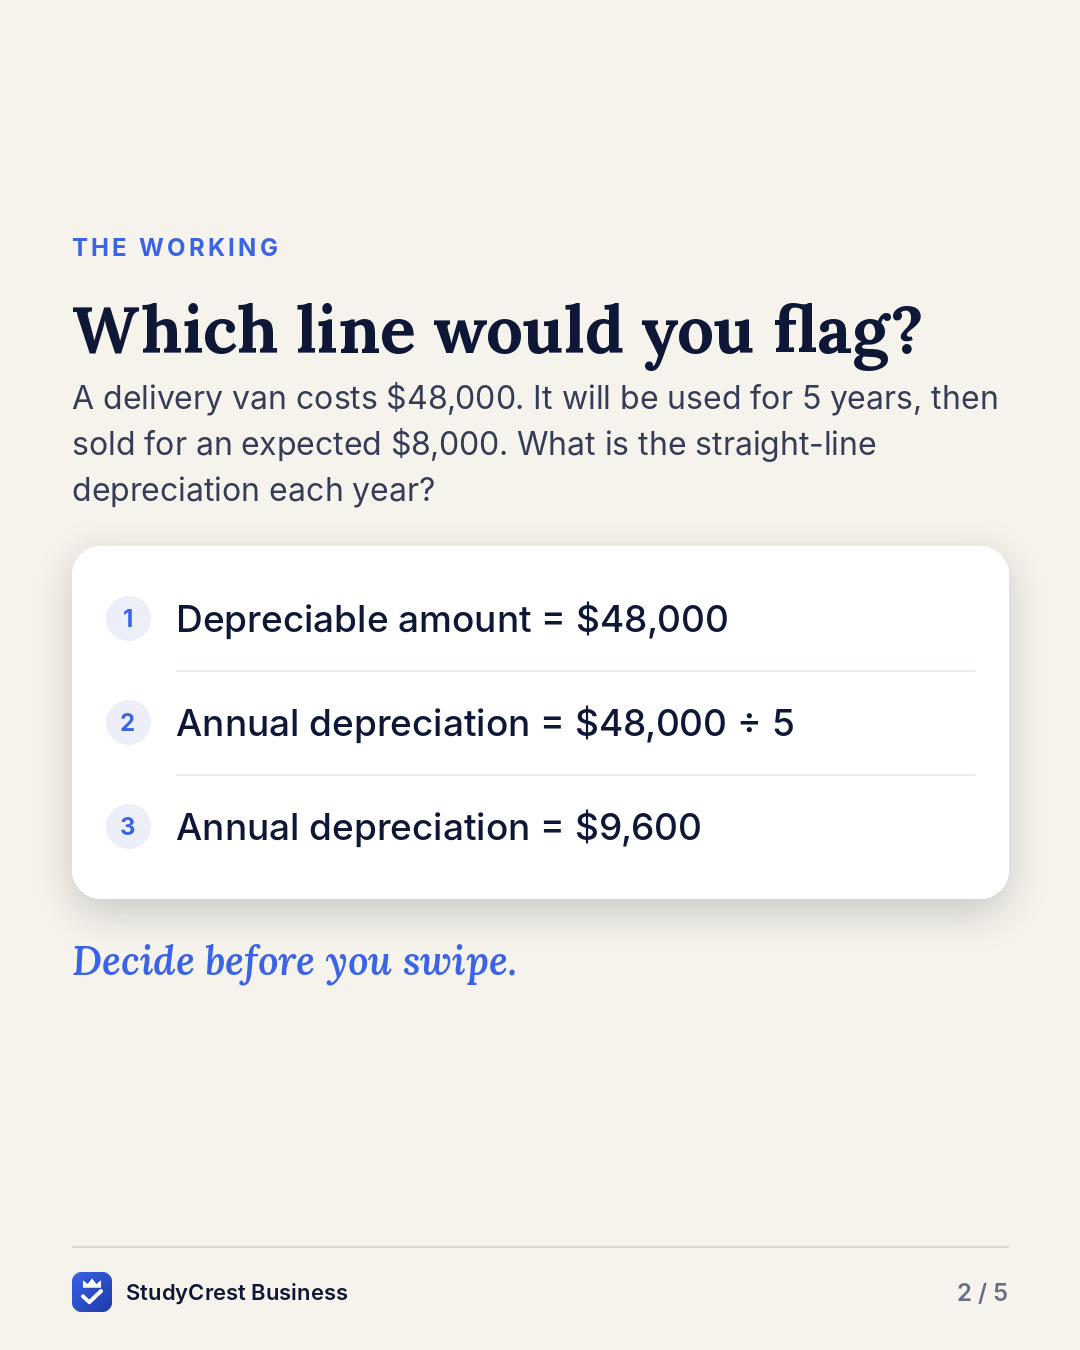 THE WORKING
Which line would you flag?
A delivery van costs $48,000. It will be used for 5 years, then
sold for an expected $8,000. What is the straight-line
depreciation each year?
1 Depreciable amount = $48,000
2 Annual depreciation = $48,000 ÷ 5
3 Annual depreciation = $9,600
Decide before you swipe.
StudyCrest Business
2 / 5